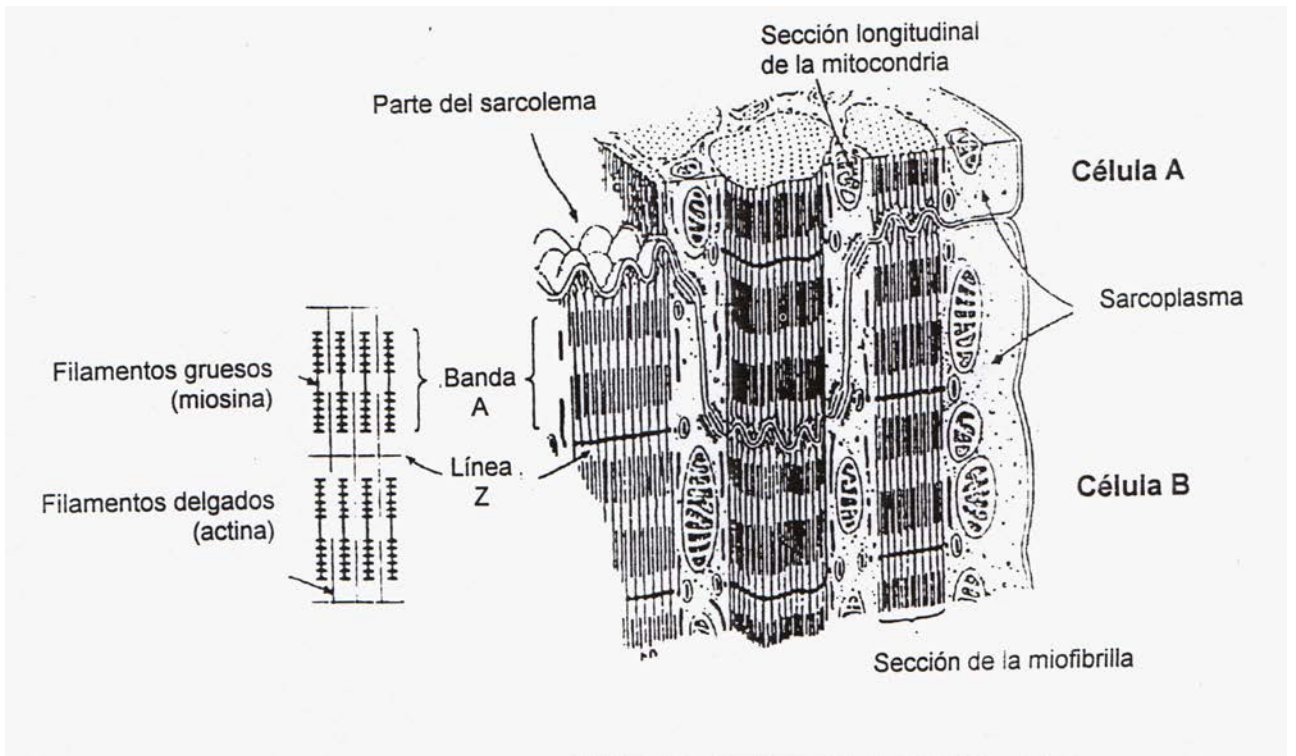 Sección longitudinal
de la mitocondria
Parte del sarcolema
Célula A
Sarcoplasma
Filamentos gruesos
(miosina)
Banda
A
Línea
Z
Filamentos delgados
(actina)
Célula B
Sección de la miofibrilla